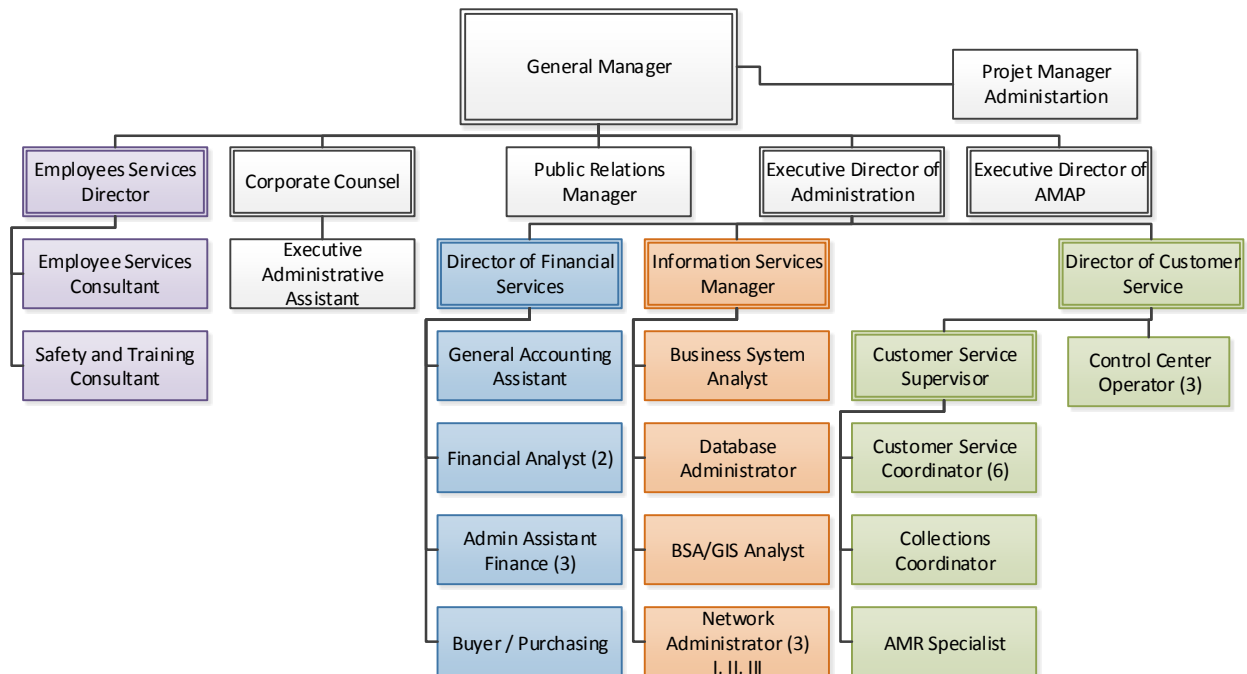 General Manager
Projet Manager
Administartion
Employees Services
Director
Corporate Counsel
Public Relations
Manager
Executive Director of
Administration
Executive Director of
AMAP
Employee Services
Consultant
Executive
Administrative
Assistant
Director of Financial
Services
Information Services
Manager
Director of Customer
Service
Safety and Training
Consultant
General Accounting
Assistant
Business System
Analyst
Customer Service
Supervisor
Control Center
Operator (3)
Financial Analyst (2)
Database
Administrator
Customer Service
Coordinator (6)
Admin Assistant
Finance (3)
BSA/GIS Analyst
Collections
Coordinator
Buyer / Purchasing
Network
Administrator (3)
I, II, III
AMR Specialist